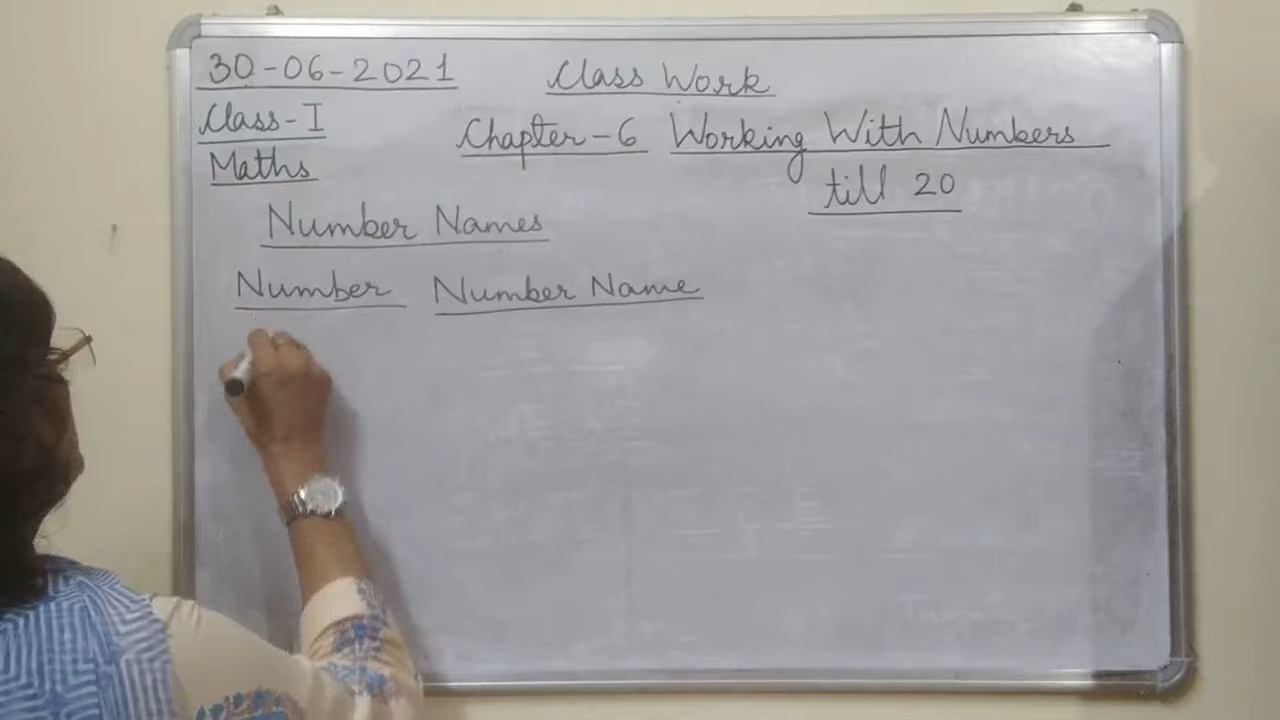 30-06-2021 Class Work
Class-I
Chapter-6 Working With Numbers
Maths
till 20
Number Names
Number Number Name